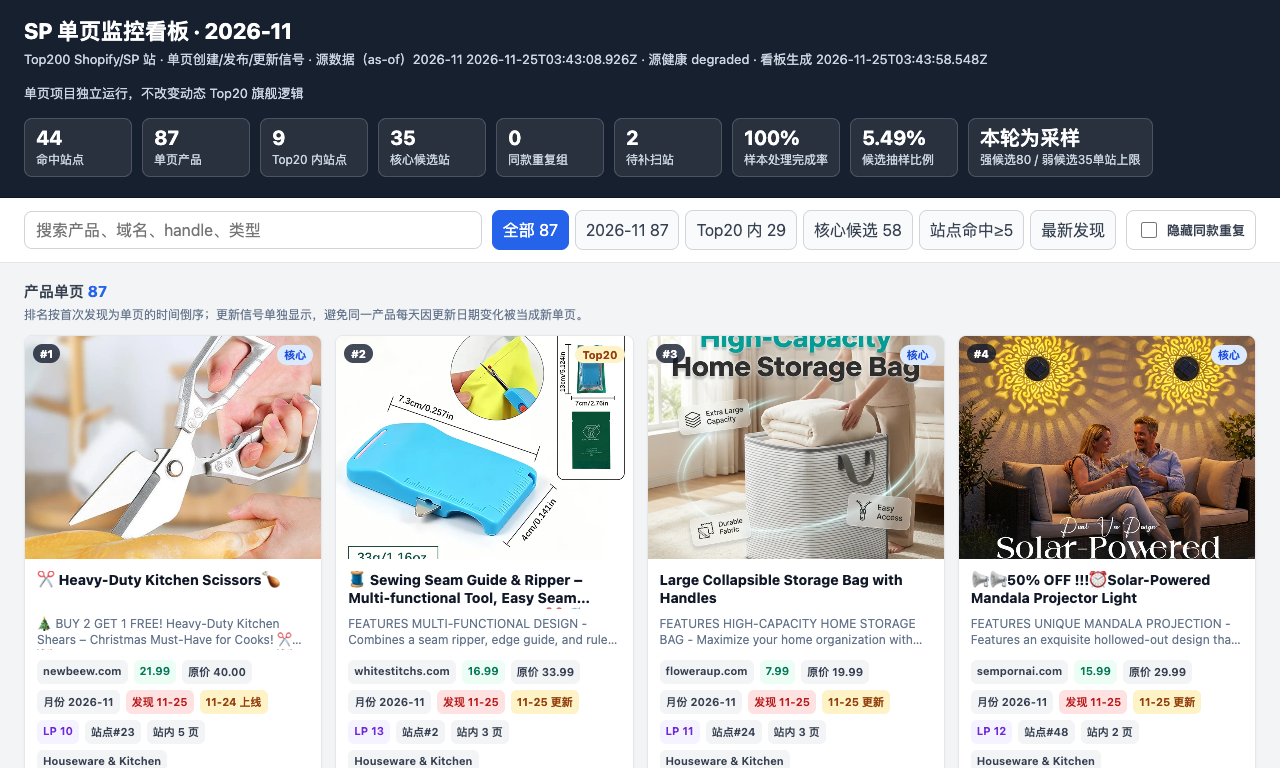 SP 单页监控看板 · 2026-11
Top200 Shopify/SP 站 · 单页创建/发布/更新信号 · 源数据（as-of）2026-11 2026-11-25T03:43:08.926Z · 源健康 degraded · 看板生成 2026-11-25T03:43:58.548Z
单页项目独立运行，不改变动态 Top20 旗舰逻辑
44
命中站点
87
单页产品
9
Top20 内站点
35
核心候选站
0
同款重复组
2
待补扫站
100%
样本处理完成率
5.49%
候选抽样比例
本轮为采样
强候选80 / 弱候选35单站上限
搜索产品、域名、handle、类型
全部 87
2026-11 87
Top20 内 29
核心候选 58
站点命中≥5
最新发现
隐藏同款重复
产品单页 87
排名按首次发现为单页的时间倒序；更新信号单独显示，避免同一产品每天因更新日期变化被当成新单页。
#1
核心
✂️ Heavy-Duty Kitchen Scissors🍗
🎄 BUY 2 GET 1 FREE! Heavy-Duty Kitchen
Shears – Christmas Must-Have for Cooks! ✂️...
newbeew.com
21.99
原价 40.00
月份 2026-11
发现 11-25
11-24 上线
LP 10
站点#23
站内 5 页
Houseware & Kitchen
#2
Top20
7.3cm/0.257in
13cm/5.124in
7cm/2.76in
4cm/0.141in
33g/1.16oz
🧵 Sewing Seam Guide & Ripper –
Multi-functional Tool, Easy Seam...
FEATURES MULTI-FUNCTIONAL DESIGN -
Combines a seam ripper, edge guide, and rule...
whitestitchs.com
16.99
原价 33.99
月份 2026-11
发现 11-25
11-25 更新
LP 13
站点#2
站内 3 页
Houseware & Kitchen
#3
核心
High-Capacity
Home Storage Bag
Extra Large
Capacity
Durable
Fabric
Easy
Access
Large Collapsible Storage Bag with
Handles
FEATURES HIGH-CAPACITY HOME STORAGE
BAG - Maximize your home organization with...
floweraup.com
7.99
原价 19.99
月份 2026-11
发现 11-25
11-25 更新
LP 11
站点#24
站内 3 页
Houseware & Kitchen
#4
核心
Solar-Powered
📢📢50% OFF !!!⏰Solar-Powered
Mandala Projector Light
FEATURES UNIQUE MANDALA PROJECTION -
Features an exquisite hollowed-out design tha...
sempornai.com
15.99
原价 29.99
月份 2026-11
发现 11-25
11-25 更新
LP 12
站点#48
站内 2 页
Houseware & Kitchen